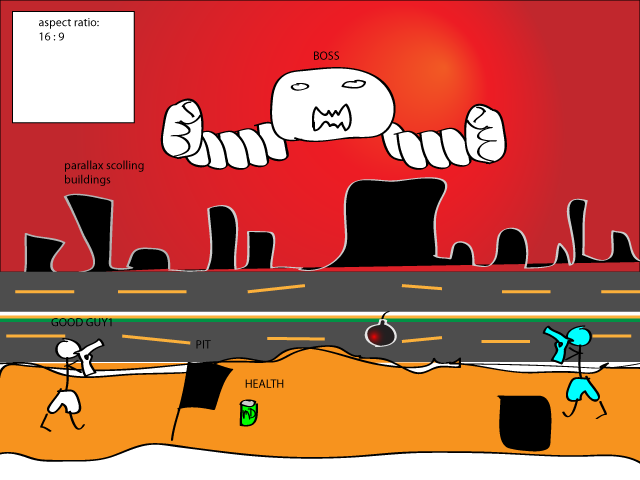 aspect ratio:
16 : 9
BOSS
parallax scolling
buildings
GOOD GUY1
PIT
HEALTH